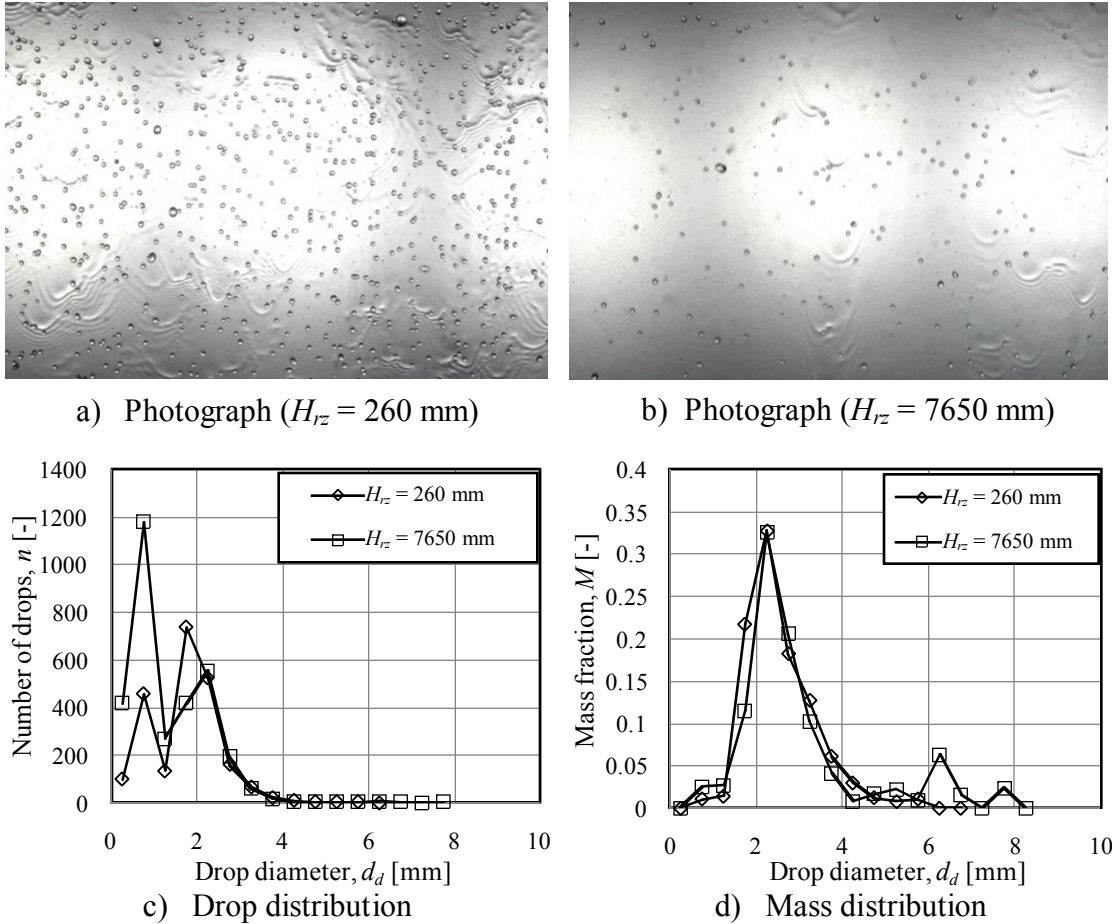 a) Photograph (Hrz = 260 mm)
b) Photograph (Hrz = 7650 mm)
1400
1200
1000
800
600
400
200
0
Number of drops, n [-]
Hrz = 260 mm
Hrz = 7650 mm
0 2 4 6 8 10
Drop diameter, dd [mm]
c) Drop distribution
0.4
0.35
0.3
0.25
0.2
0.15
0.1
0.05
0
Mass fraction, M [-]
Hrz = 260 mm
Hrz = 7650 mm
0 2 4 6 8 10
Drop diameter, dd [mm]
d) Mass distribution